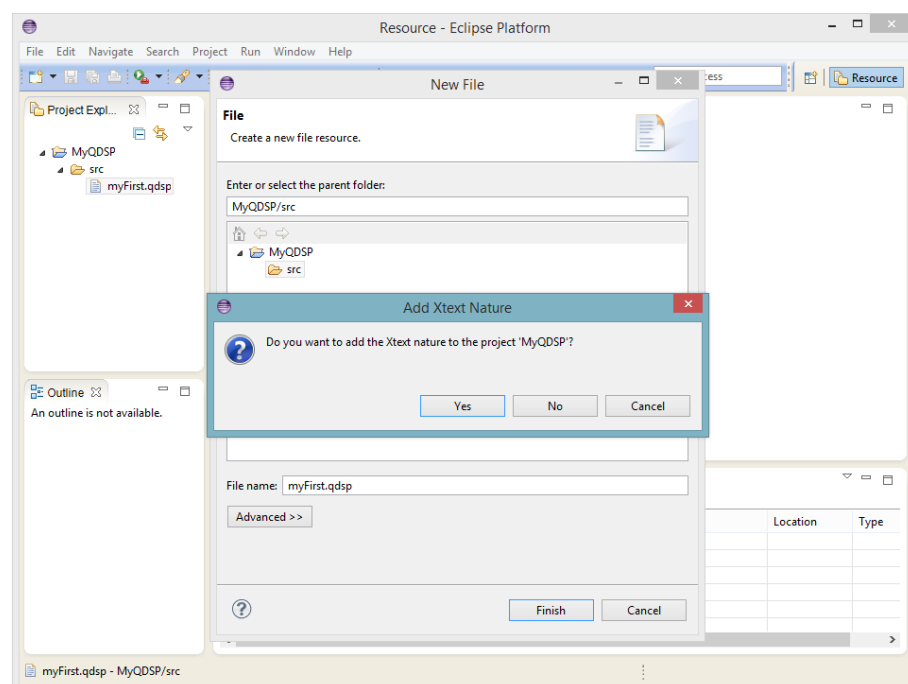 Resource - Eclipse Platform
File Edit Navigate Search Project Run Window Help
Resource
Project Expl...
MyQDSP
src
myFirst.qdsp
Outline
An outline is not available.
New File
File
Create a new file resource.
Enter or select the parent folder:
MyQDSP/src
MyQDSP
src
Add Xtext Nature
Do you want to add the Xtext nature to the project 'MyQDSP'?
Yes No Cancel
File name: myFirst.qdsp
Advanced >>
Finish Cancel
Location Type
myFirst.qdsp - MyQDSP/src